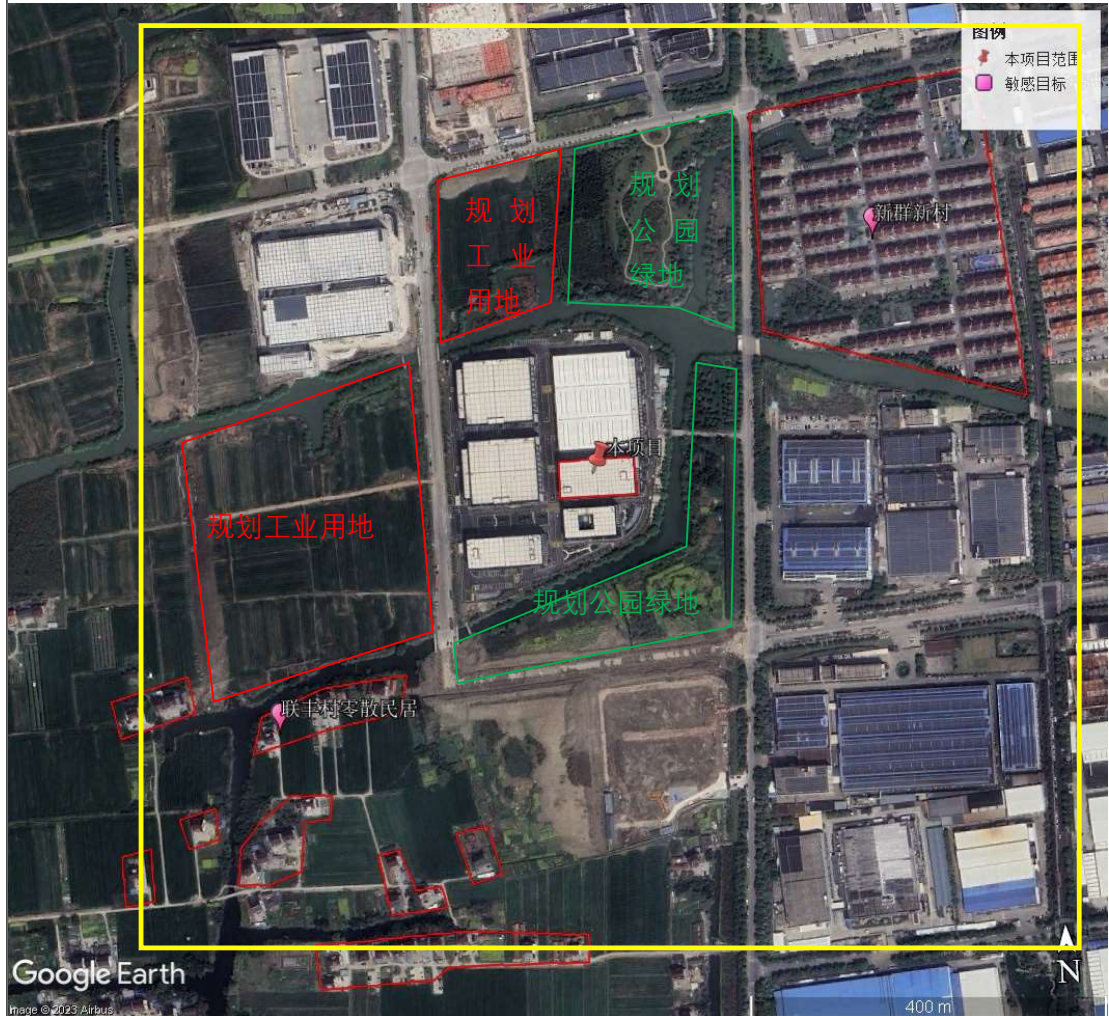 图例
本项目范围
敏感目标
规划
工业
用地
规划
公园
绿地
新群新村
本项目
规划工业用地
规划公园绿地
联丰村零散民居
Google Earth
Image © 2023 Airbus
400 m
N